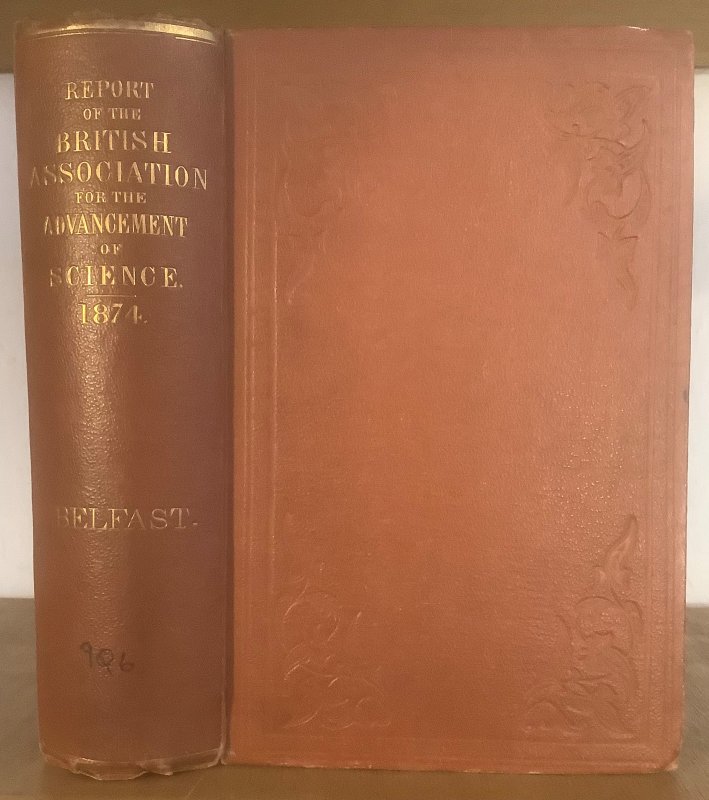 REPORT
OF THE
BRITISH
ASSOCIATION
FOR THE
ADVANCEMENT
OF
SCIENCE.
1874.
BELFAST.
906